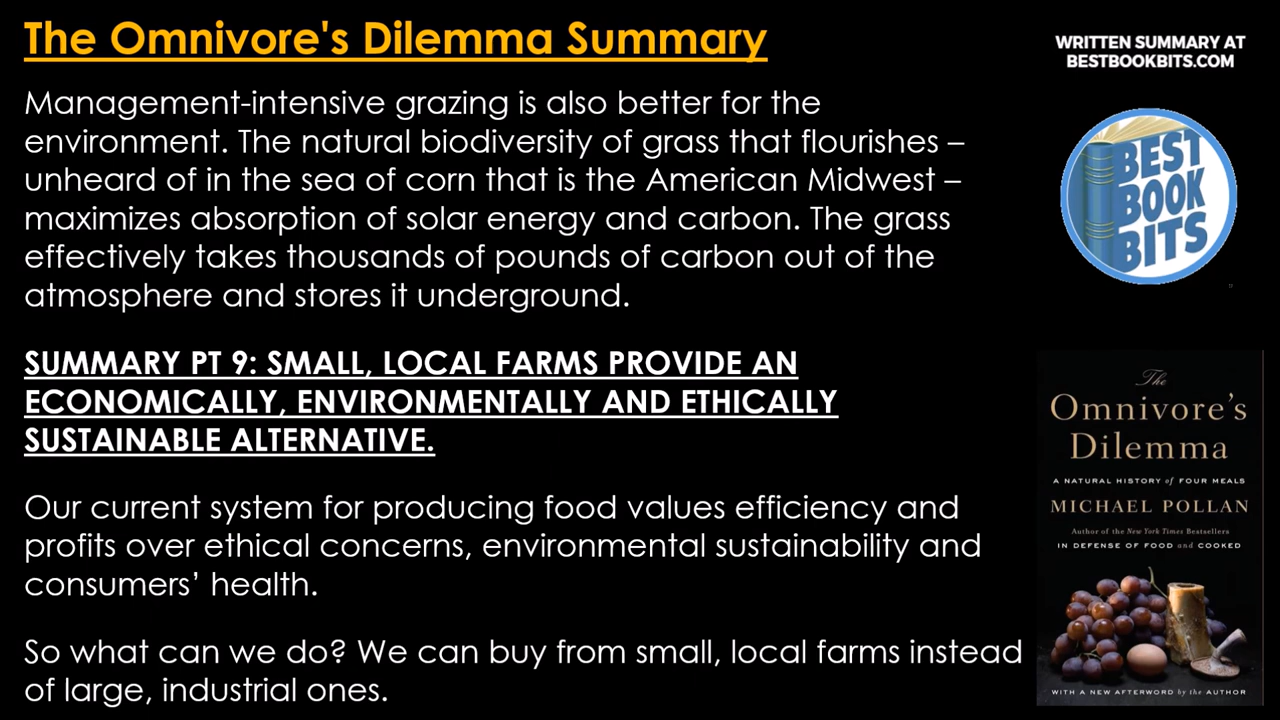 The Omnivore's Dilemma Summary
WRITTEN SUMMARY AT
BESTBOOKBITS.COM
Management-intensive grazing is also better for the
environment. The natural biodiversity of grass that flourishes –
unheard of in the sea of corn that is the American Midwest –
maximizes absorption of solar energy and carbon. The grass
effectively takes thousands of pounds of carbon out of the
atmosphere and stores it underground.
BEST
BOOK
BITS
SUMMARY PT 9: SMALL, LOCAL FARMS PROVIDE AN
ECONOMICALLY, ENVIRONMENTALLY AND ETHICALLY
SUSTAINABLE ALTERNATIVE.
Our current system for producing food values efficiency and
profits over ethical concerns, environmental sustainability and
consumers’ health.
So what can we do? We can buy from small, local farms instead
of large, industrial ones.
The
Omnivore's
Dilemma
A NATURAL HISTORY of FOUR MEALS
MICHAEL POLLAN
Author of the New York Times Bestsellers
IN DEFENSE OF FOOD and COOKED
WITH A NEW AFTERWORD by the AUTHOR